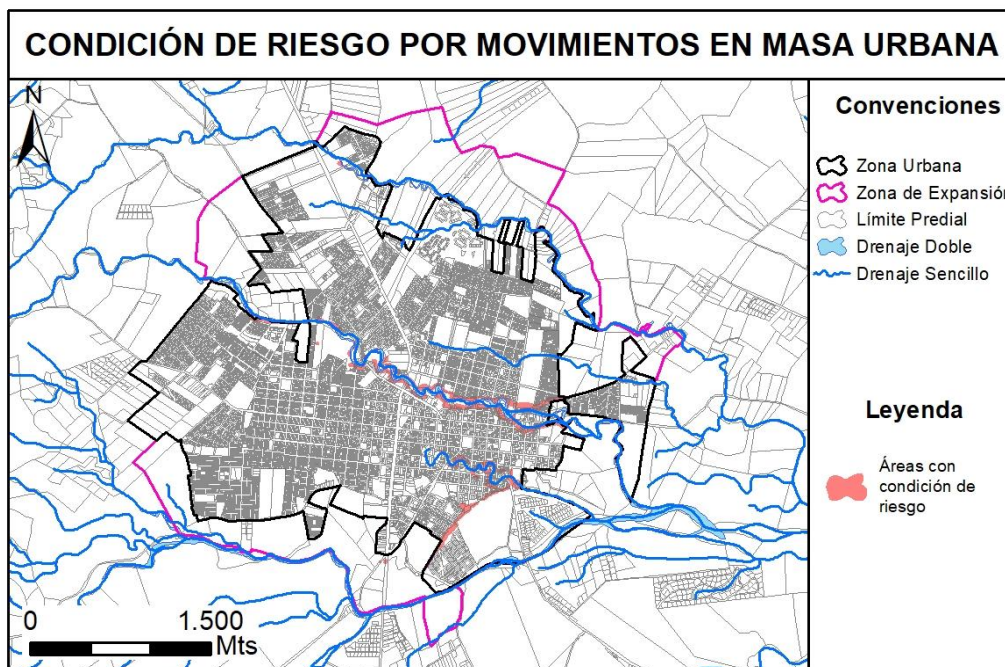 CONDICIÓN DE RIESGO POR MOVIMIENTOS EN MASA URBANA
N
0 1.500
Mts
Convenciones
Zona Urbana
Zona de Expansión
Límite Predial
Drenaje Doble
Drenaje Sencillo
Leyenda
Áreas con
condición de
riesgo